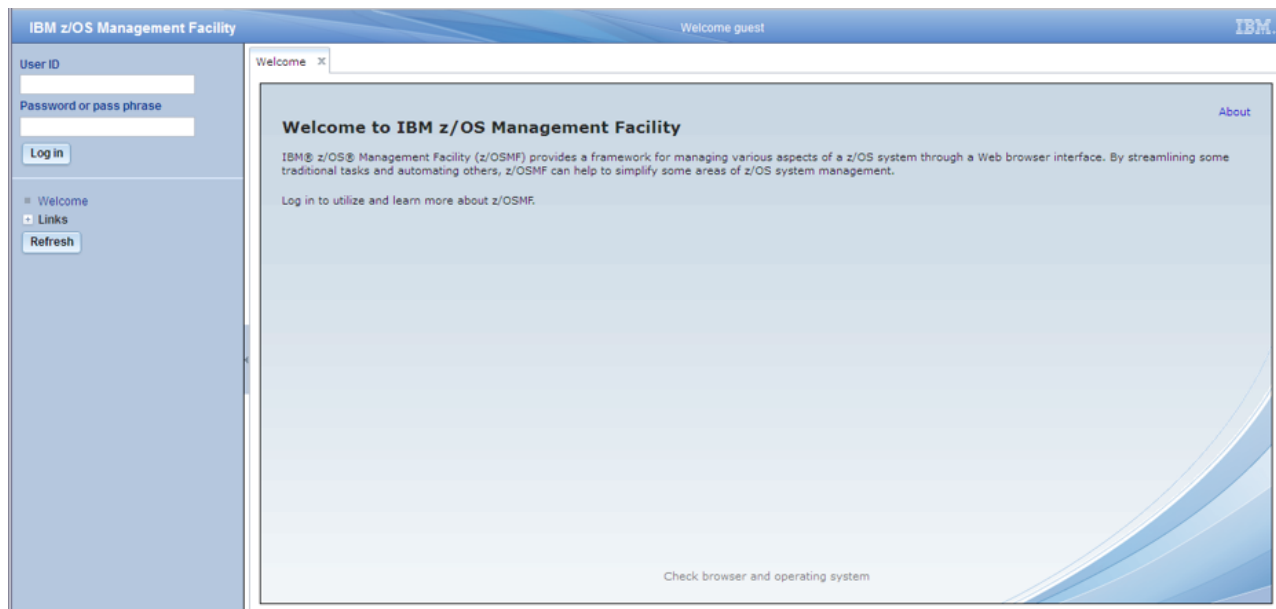 IBM z/OS Management Facility
Welcome guest
IBM.
User ID
Password or pass phrase
Log in
Welcome
Links
Refresh
Welcome X
About
Welcome to IBM z/OS Management Facility
IBM® z/OS® Management Facility (z/OSMF) provides a framework for managing various aspects of a z/OS system through a Web browser interface. By streamlining some
traditional tasks and automating others, z/OSMF can help to simplify some areas of z/OS system management.
Log in to utilize and learn more about z/OSMF.
Check browser and operating system